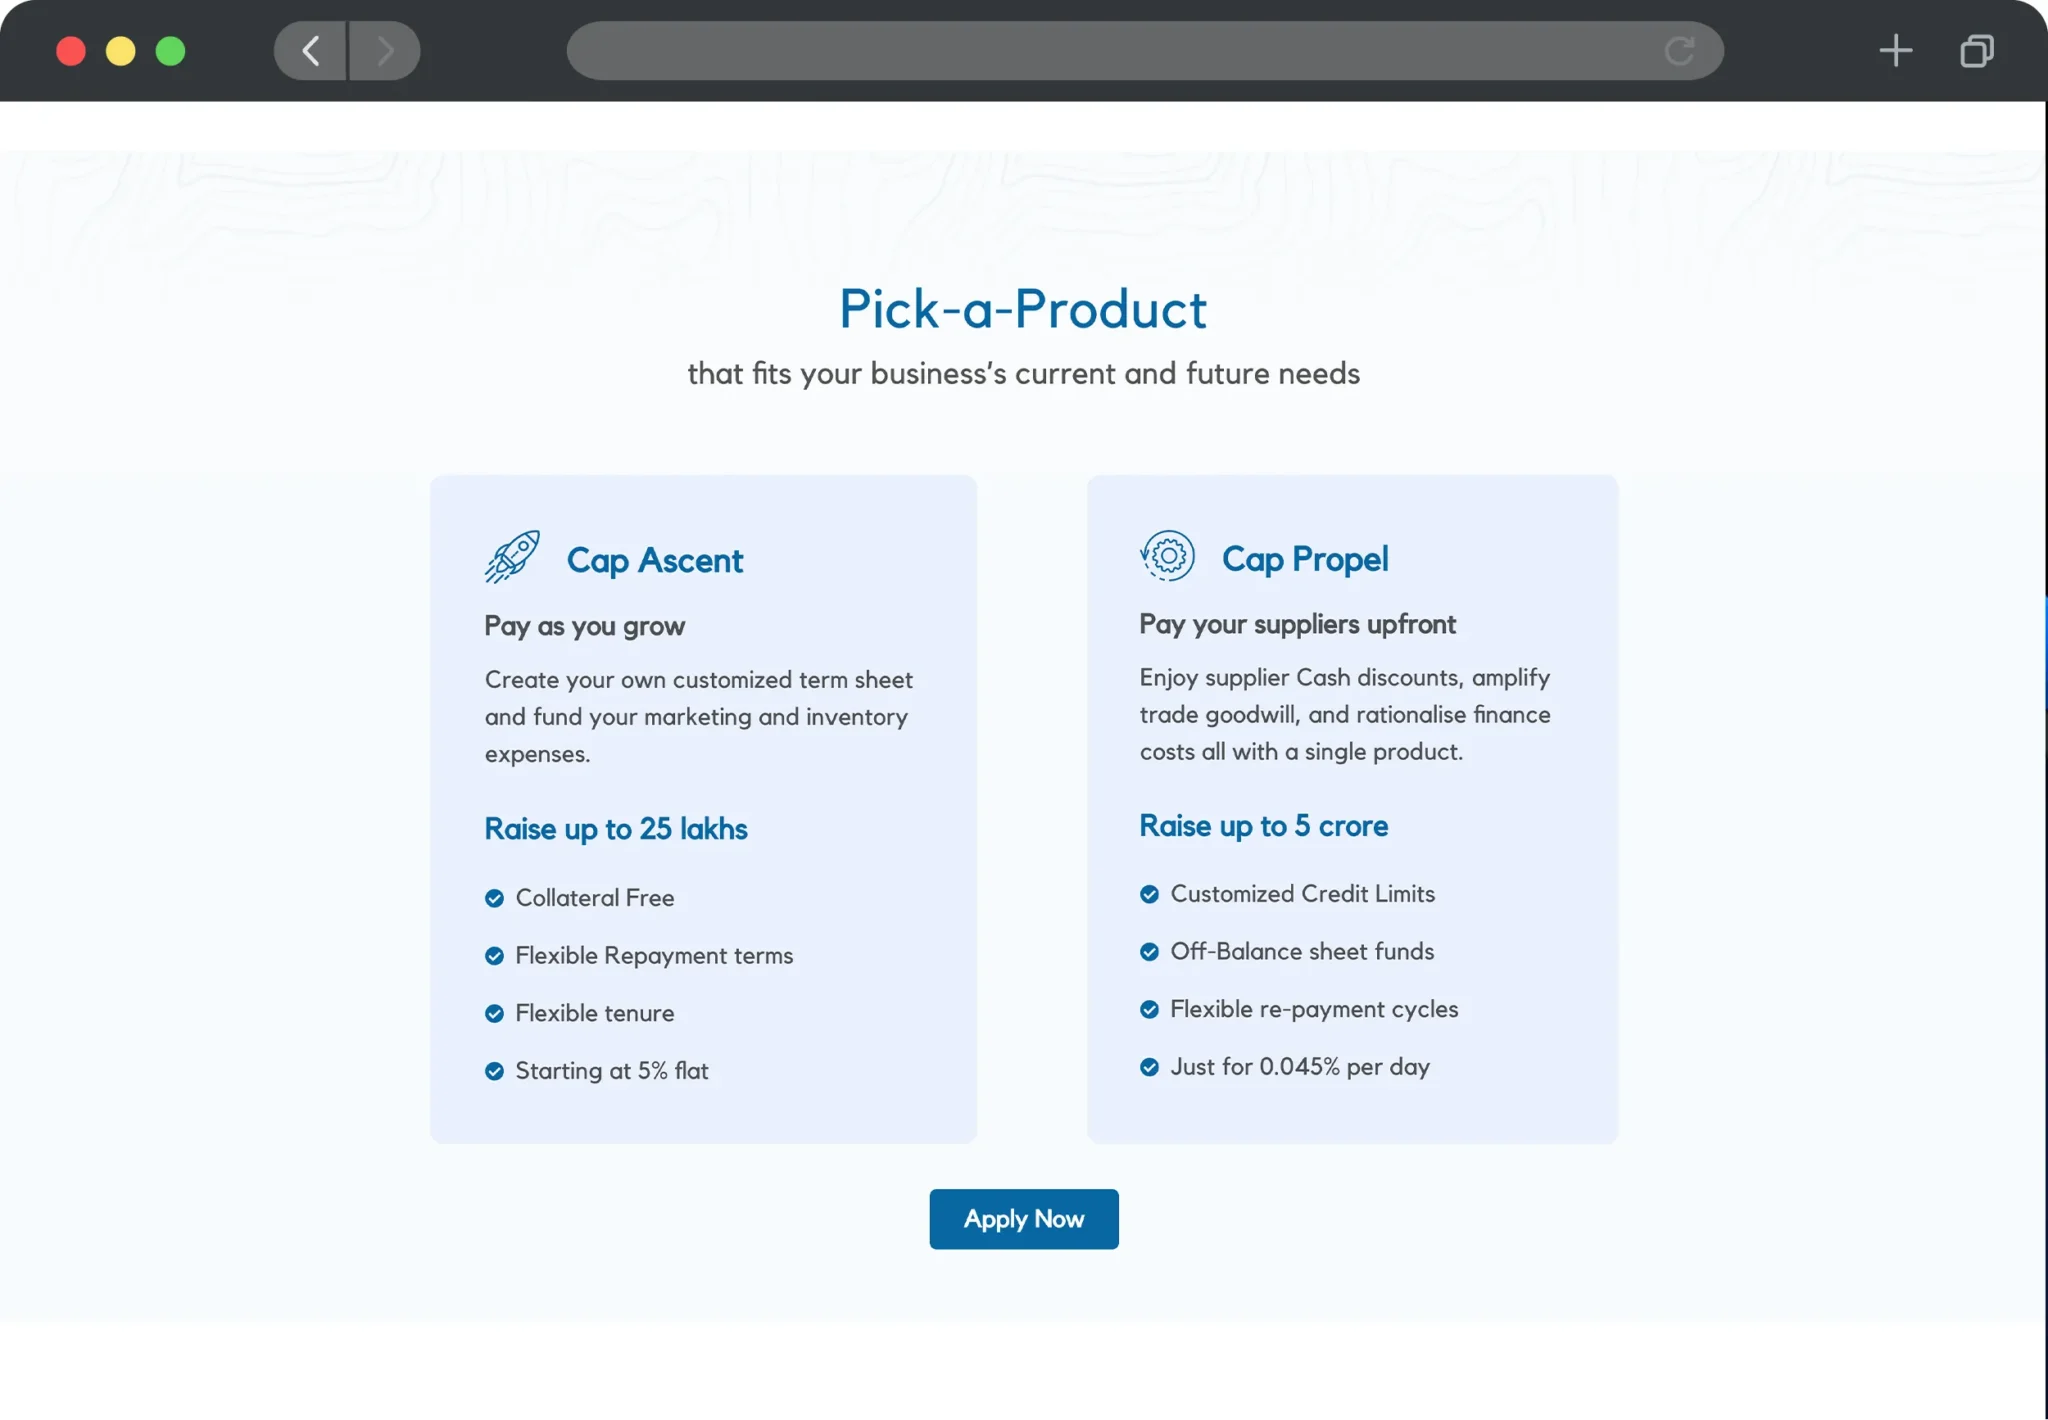 Pick-a-Product
that fits your business’s current and future needs
Cap Ascent
Pay as you grow
Create your own customized term sheet
and fund your marketing and inventory
expenses.
Raise up to 25 lakhs
Collateral Free
Flexible Repayment terms
Flexible tenure
Starting at 5% flat
Cap Propel
Pay your suppliers upfront
Enjoy supplier Cash discounts, amplify
trade goodwill, and rationalise finance
costs all with a single product.
Raise up to 5 crore
Customized Credit Limits
Off-Balance sheet funds
Flexible re-payment cycles
Just for 0.045% per day
Apply Now